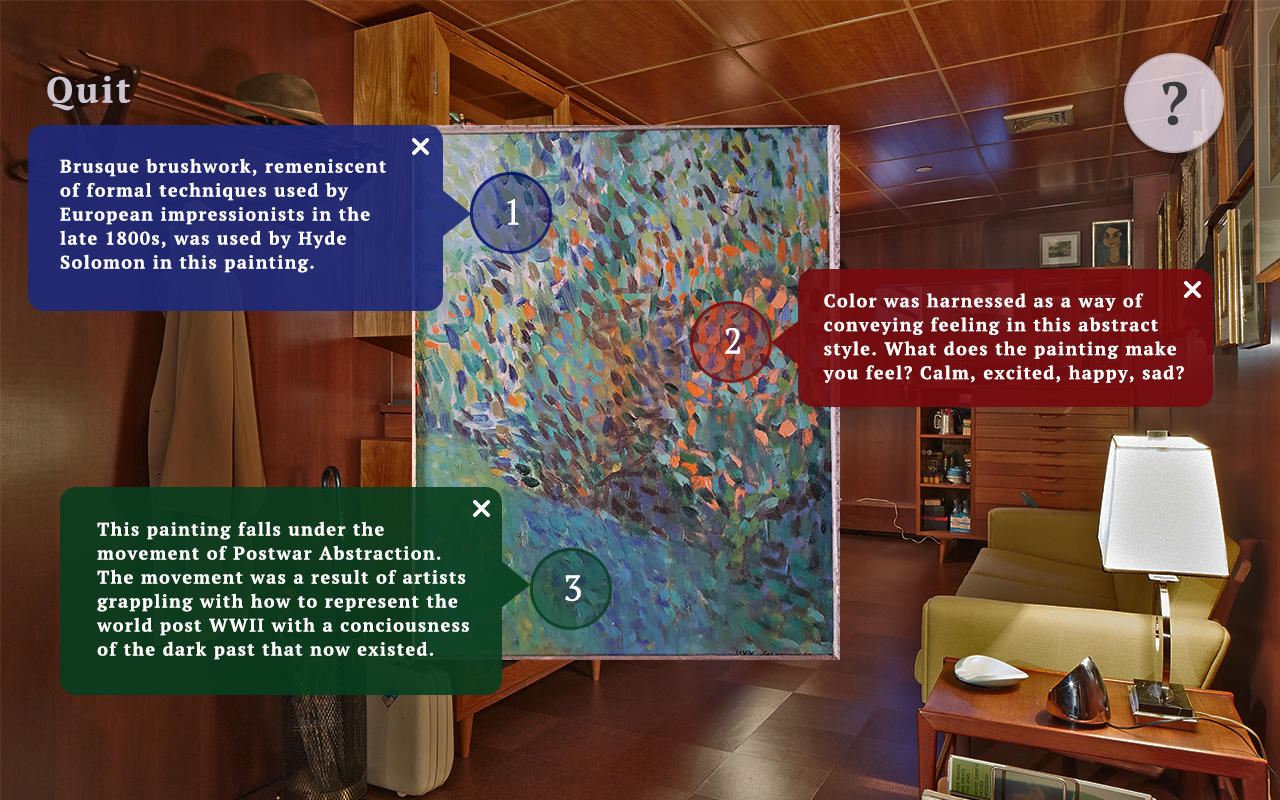 Quit
?
Brusque brushwork, remeniscent
of formal techniques used by
European impressionists in the
late 1800s, was used by Hyde
Solomon in this painting.
1
Color was harnessed as a way of
conveying feeling in this abstract
style. What does the painting make
you feel? Calm, excited, happy, sad?
2
This painting falls under the
movement of Postwar Abstraction.
The movement was a result of artists
grappling with how to represent the
world post WWII with a conciousness
of the dark past that now existed.
3